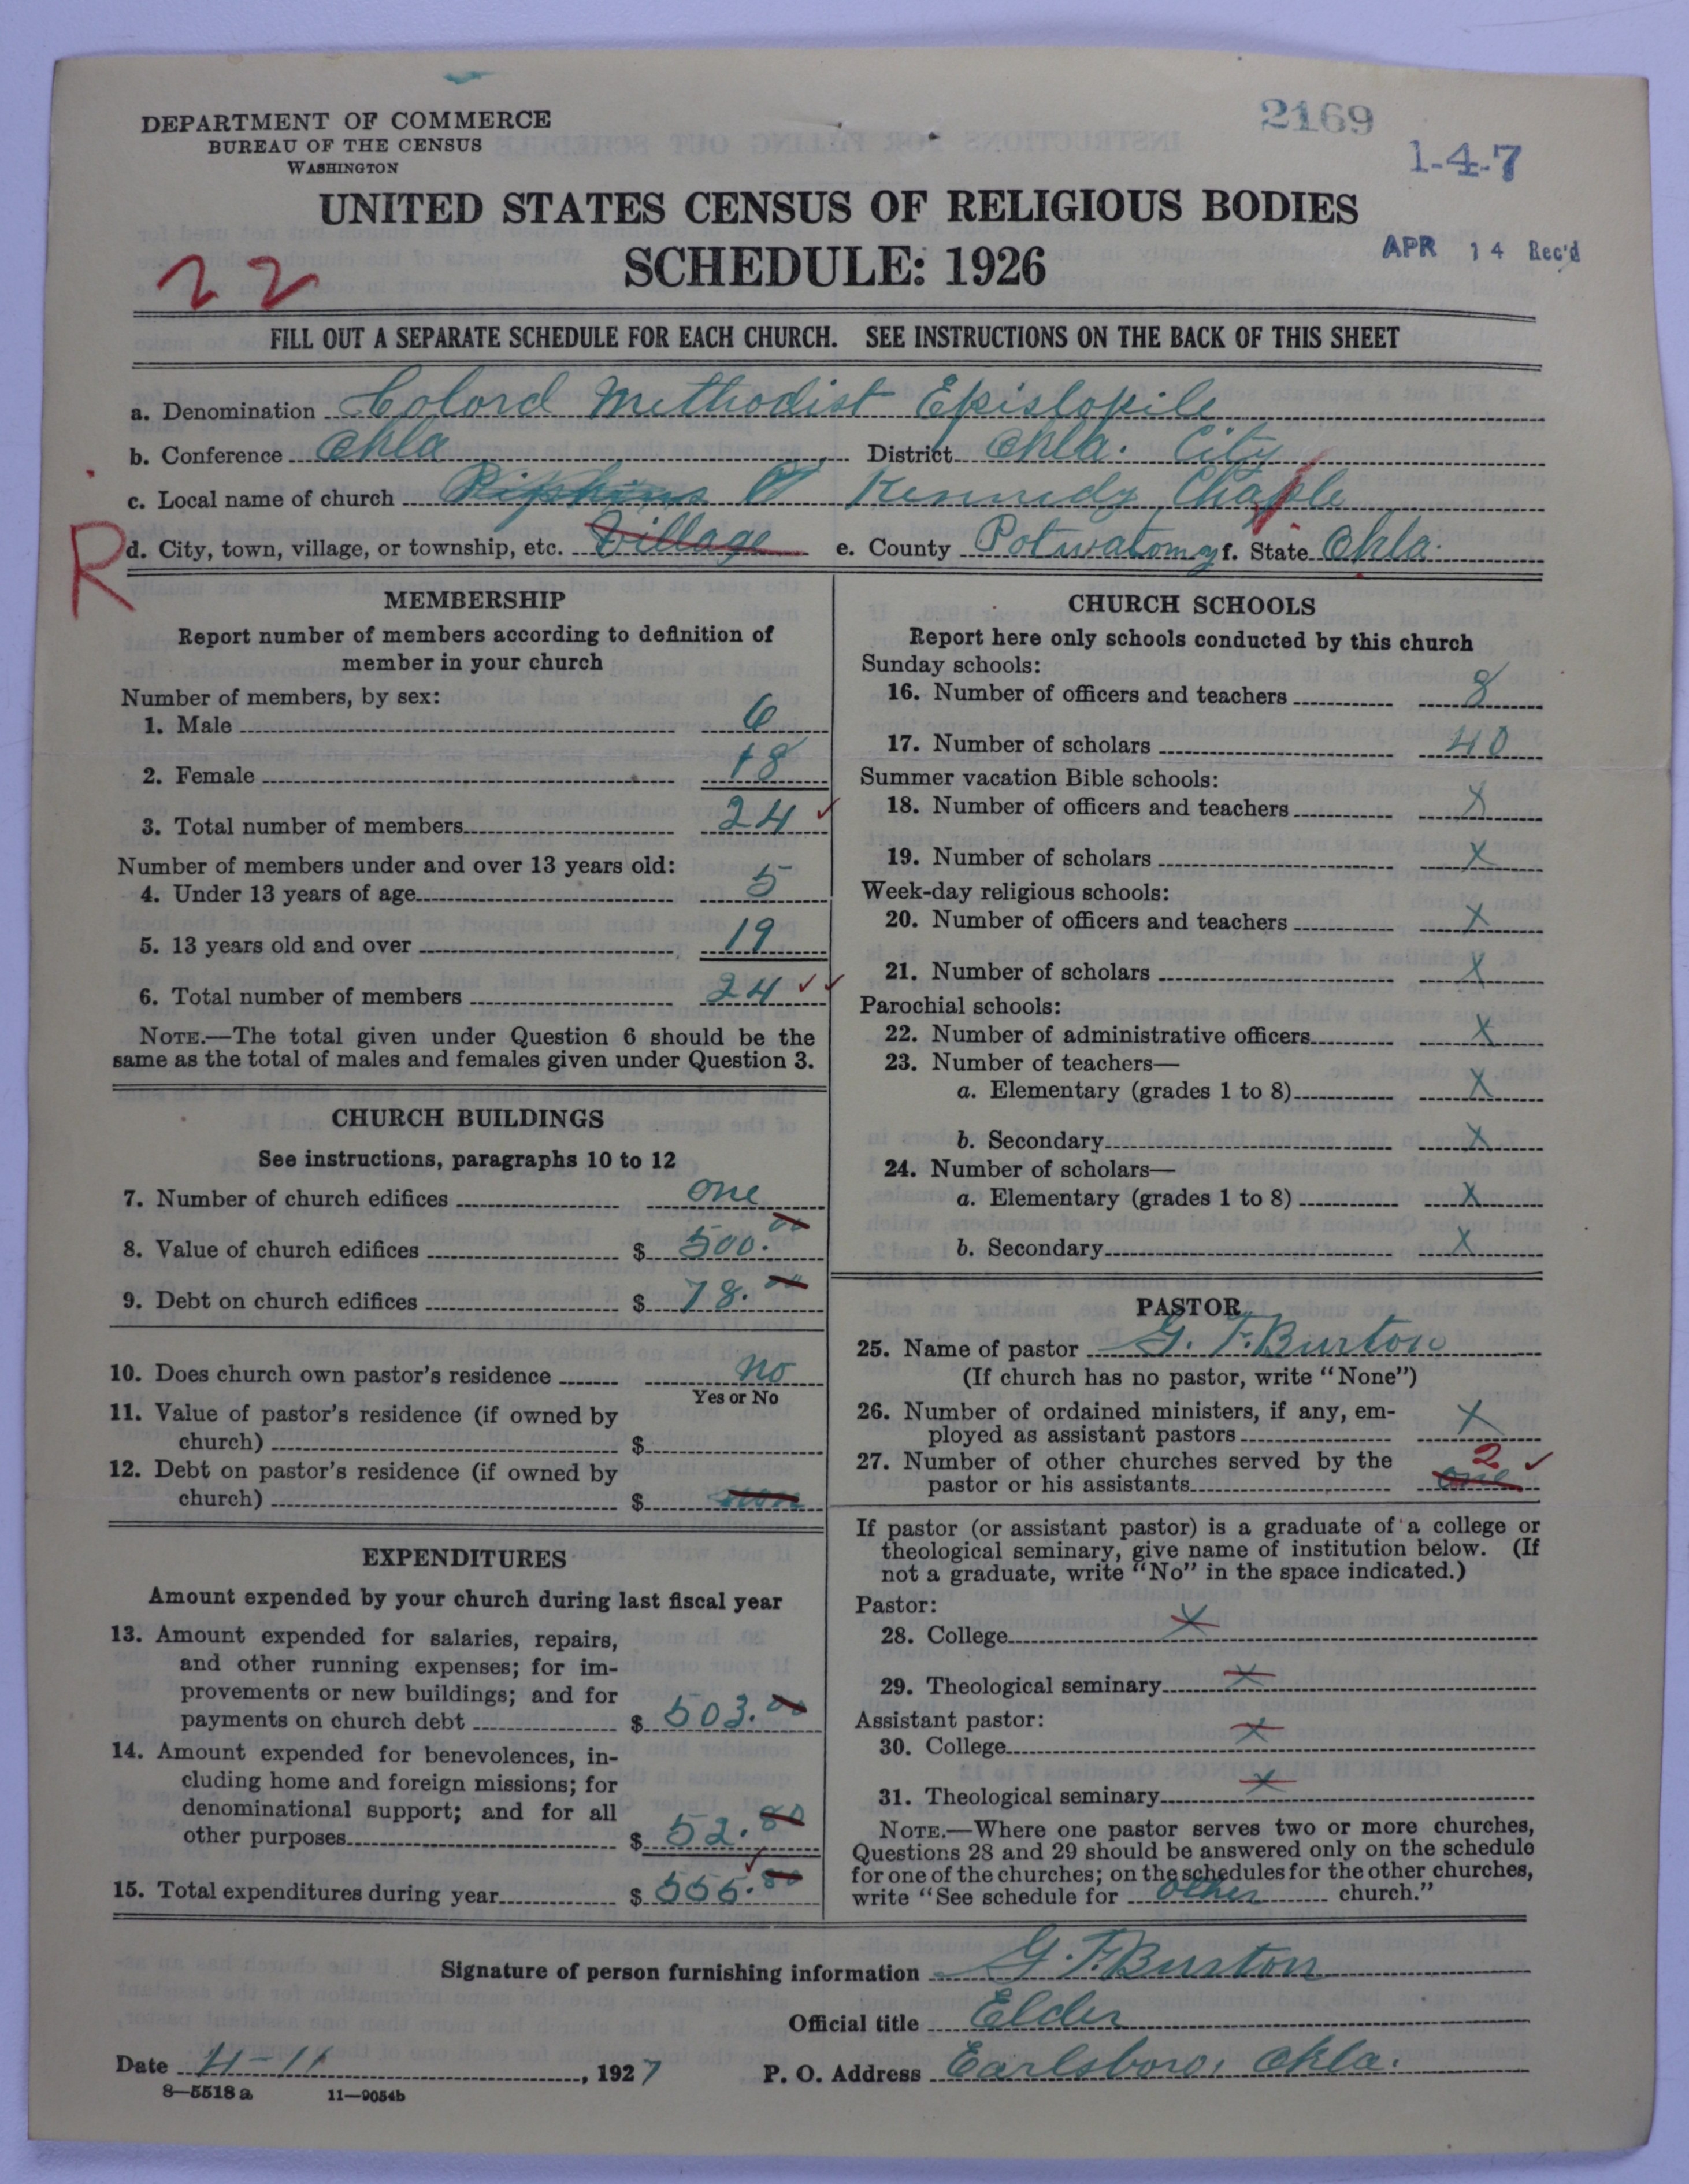 2169
1-4-7
APR 14 Rec'd
DEPARTMENT OF COMMERCE
BUREAU OF THE CENSUS
WASHINGTON
UNITED STATES CENSUS OF RELIGIOUS BODIES
SCHEDULE: 1926
22
FILL OUT A SEPARATE SCHEDULE FOR EACH CHURCH. SEE INSTRUCTIONS ON THE BACK OF THIS SHEET
a. Denomination Colord Methodist Epislopile
b. Conference Okla District Okla. City
c. Local name of church Kennedy Chaple
R
d. City, town, village, or township, etc. Village e. County Potwatomy f. State Okla.
MEMBERSHIP
Report number of members according to definition of
member in your church
Number of members, by sex:
1. Male 6
2. Female 18
3. Total number of members 24 ✓
Number of members under and over 13 years old:
4. Under 13 years of age 5
5. 13 years old and over 19
6. Total number of members 24 ✓ ✓
NOTE.—The total given under Question 6 should be the
same as the total of males and females given under Question 3.
CHURCH BUILDINGS
See instructions, paragraphs 10 to 12
7. Number of church edifices one
8. Value of church edifices $ 500.00
9. Debt on church edifices $ 78.00
10. Does church own pastor's residence no
Yes or No
11. Value of pastor's residence (if owned by
church) $
12. Debt on pastor's residence (if owned by
church) $ non
EXPENDITURES
Amount expended by your church during last fiscal year
13. Amount expended for salaries, repairs,
and other running expenses; for im-
provements or new buildings; and for
payments on church debt $ 503.00
14. Amount expended for benevolences, in-
cluding home and foreign missions; for
denominational support; and for all
other purposes $ 52.80
15. Total expenditures during year $ 555.80
CHURCH SCHOOLS
Report here only schools conducted by this church
Sunday schools:
16. Number of officers and teachers 8
17. Number of scholars 40
Summer vacation Bible schools:
18. Number of officers and teachers X
19. Number of scholars X
Week-day religious schools:
20. Number of officers and teachers X
21. Number of scholars X
Parochial schools:
22. Number of administrative officers X
23. Number of teachers—
a. Elementary (grades 1 to 8) X
b. Secondary X
24. Number of scholars—
a. Elementary (grades 1 to 8) X
b. Secondary X
PASTOR
25. Name of pastor G. F. Burton
(If church has no pastor, write "None")
26. Number of ordained ministers, if any, em-
ployed as assistant pastors X
27. Number of other churches served by the 2 ✓
pastor or his assistants one
If pastor (or assistant pastor) is a graduate of a college or
theological seminary, give name of institution below. (If
not a graduate, write "No" in the space indicated.)
Pastor:
28. College X
29. Theological seminary X
Assistant pastor:
30. College X
31. Theological seminary X
NOTE.—Where one pastor serves two or more churches,
Questions 28 and 29 should be answered only on the schedule
for one of the churches; on the schedules for the other churches,
write "See schedule for other church."
Signature of person furnishing information G. F. Burton
Official title Elder
Date 4-11, 1927 P. O. Address Earlsboro, Okla.
8—5518 a 11—9054b